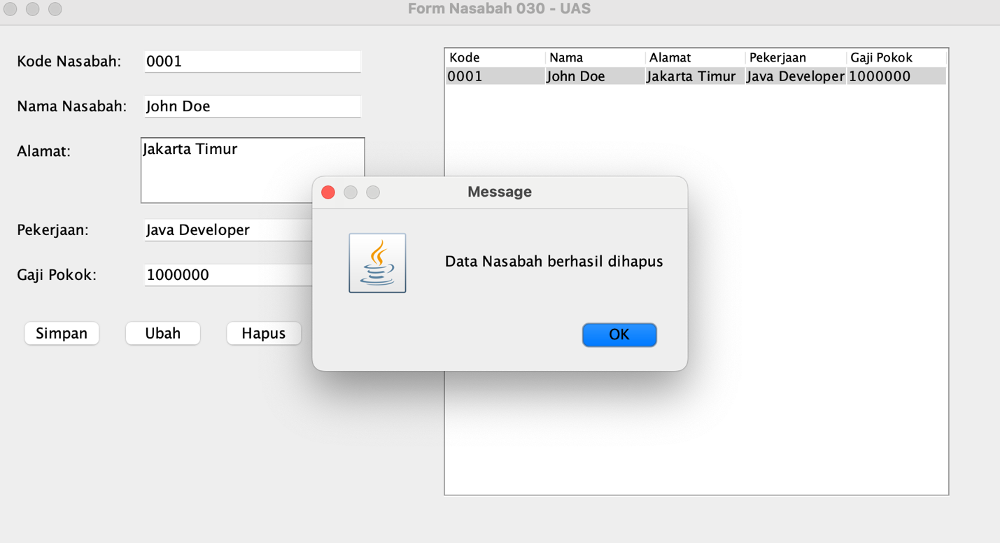 Form Nasabah 030 - UAS
Kode Nasabah: 0001
Nama Nasabah: John Doe
Alamat: Jakarta Timur
Pekerjaan: Java Developer
Gaji Pokok: 1000000
Simpan Ubah Hapus
Kode Nama Alamat Pekerjaan Gaji Pokok
0001 John Doe Jakarta Timur Java Developer 1000000
Message
Data Nasabah berhasil dihapus
OK